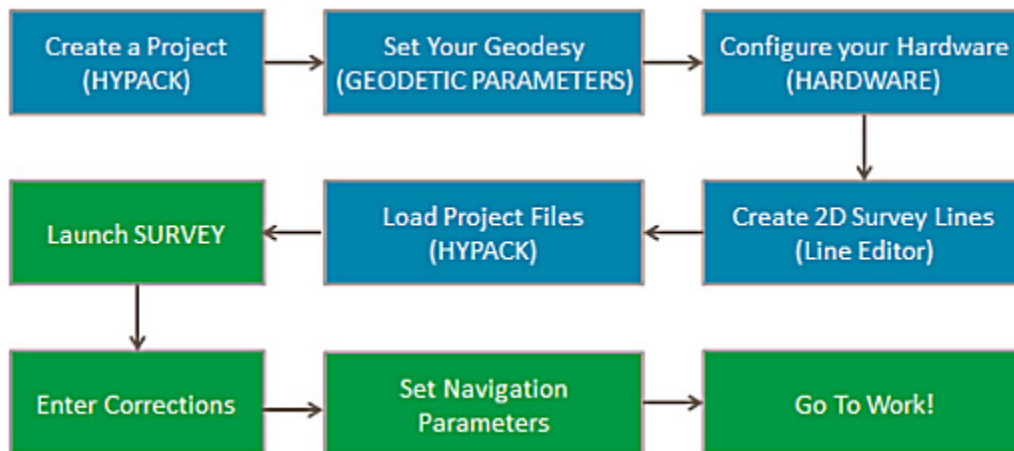 Create a Project
(HYPACK)
Set Your Geodesy
(GEODETIC PARAMETERS)
Configure your Hardware
(HARDWARE)
Create 2D Survey Lines
(Line Editor)
Load Project Files
(HYPACK)
Launch SURVEY
Enter Corrections
Set Navigation
Parameters
Go To Work!